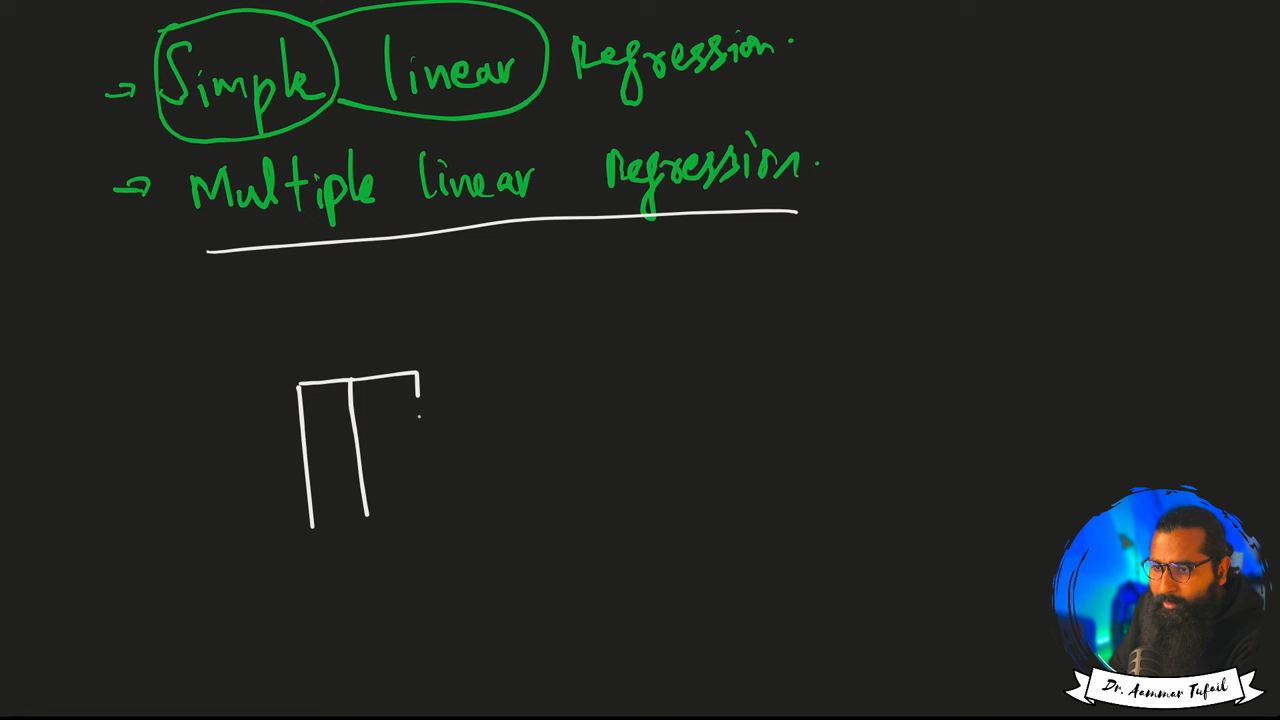 → Simple linear Regression.
→ Multiple linear Regression.
Dr. Aammar Tufail